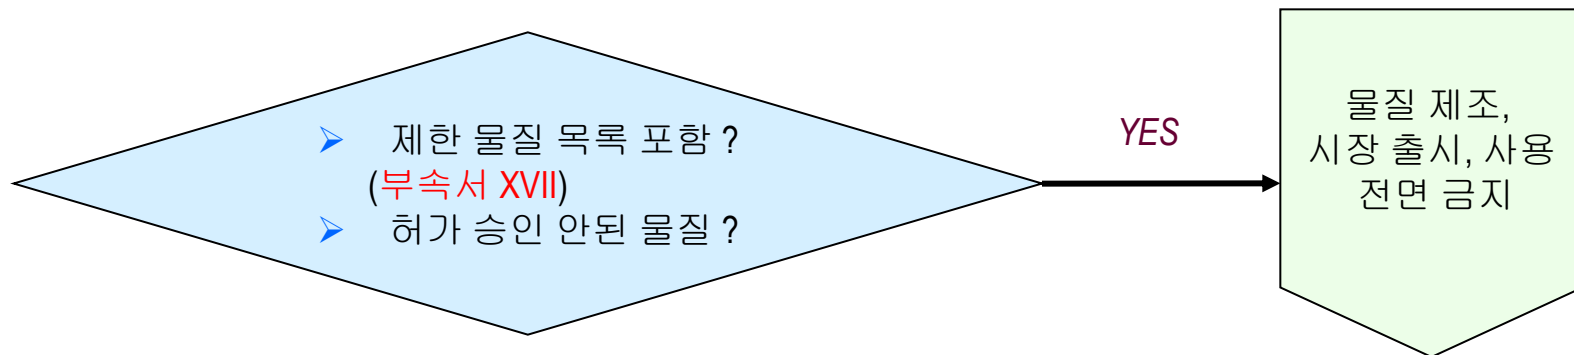 ➢ 제한 물질 목록 포함 ?
(부속서 XVII)
➢ 허가 승인 안된 물질 ?
YES
물질 제조,
시장 출시, 사용
전면 금지